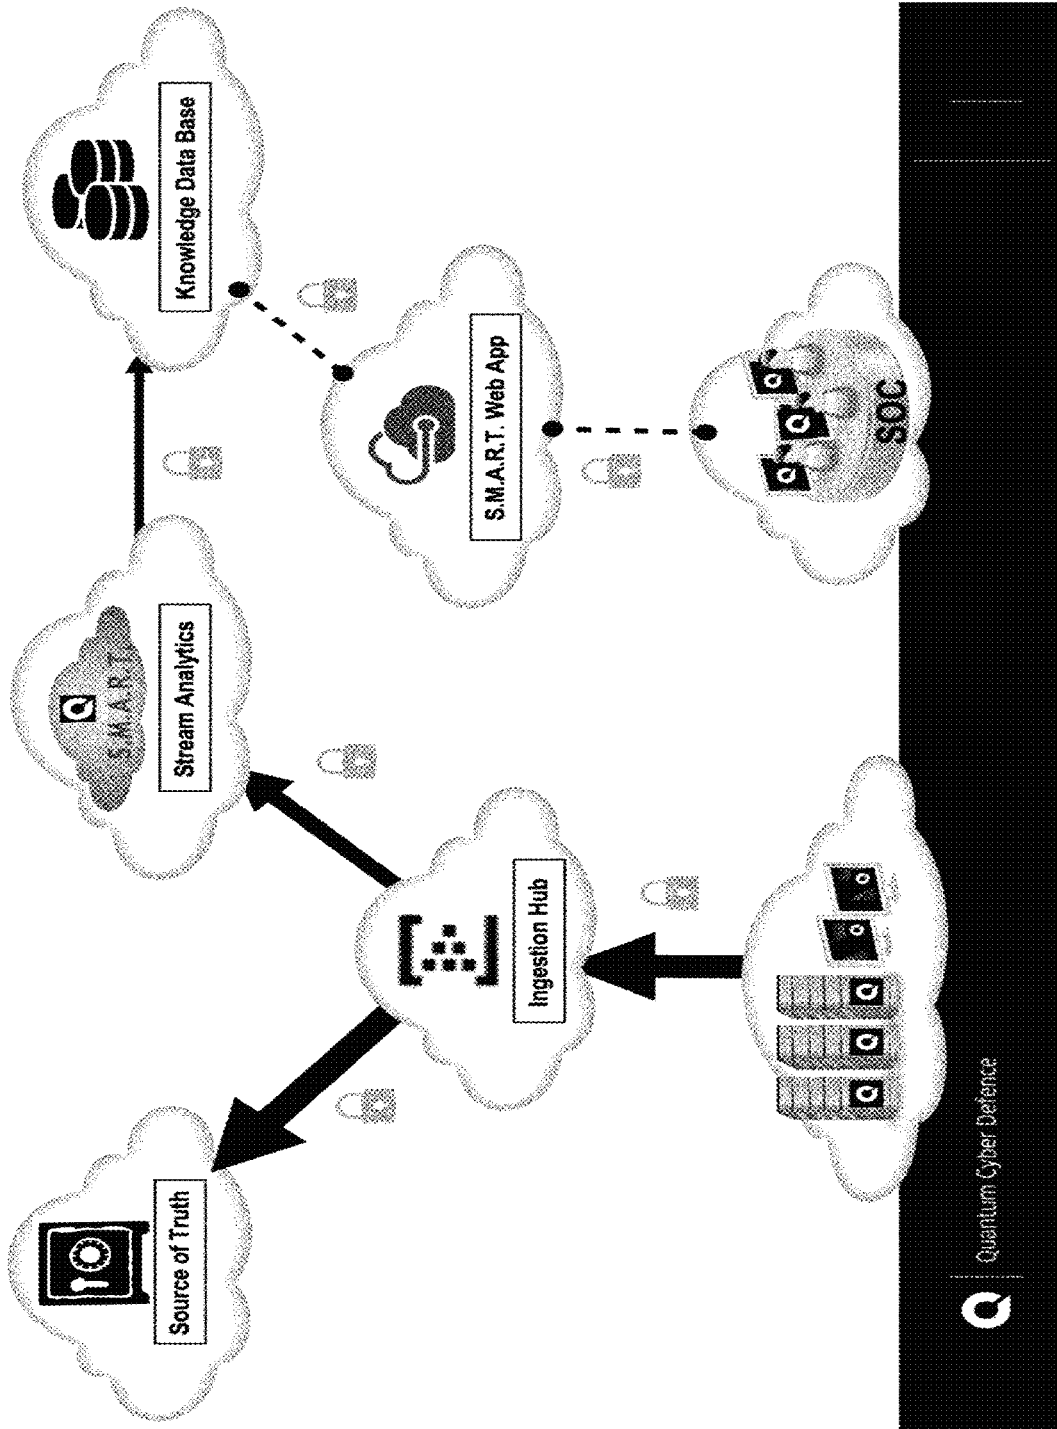 Source of Truth
S.M.A.R.T.
Stream Analytics
Knowledge Data Base
Ingestion Hub
S.M.A.R.T. Web App
SOC
Quantum Cyber Defence